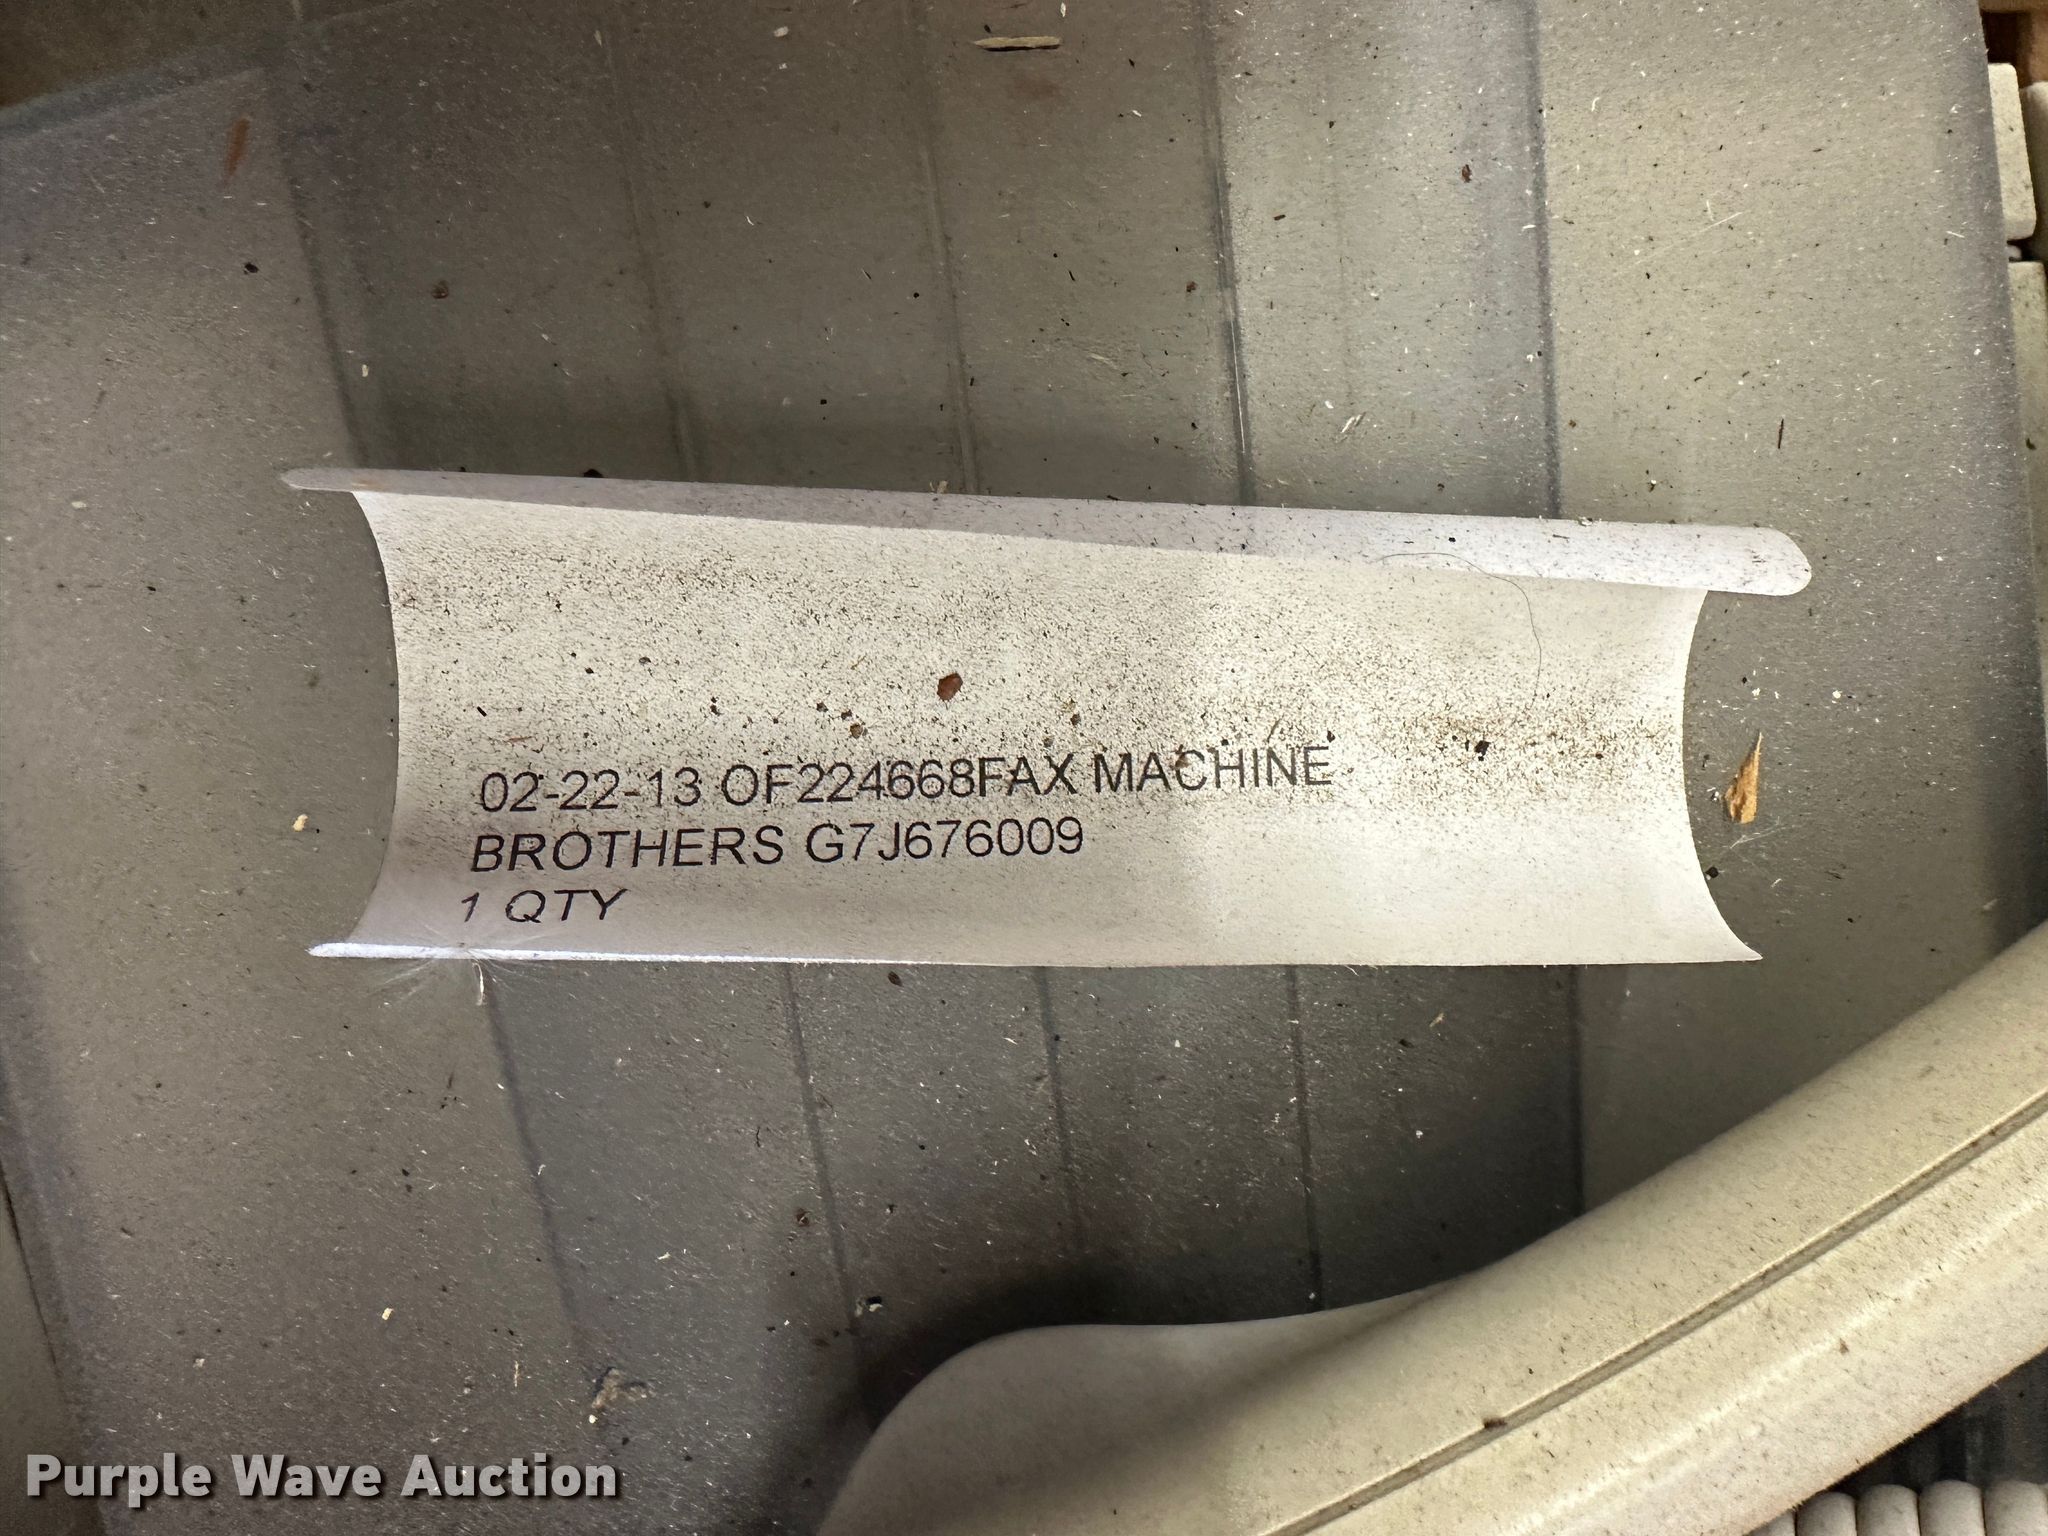 02-22-13 OF224668FAX MACHINE
BROTHERS G7J676009
1 QTY
Purple Wave Auction